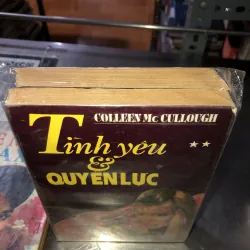 COLLEEN Mc CULLOUGH
Tình yêu
&
QUYỀN LỰC